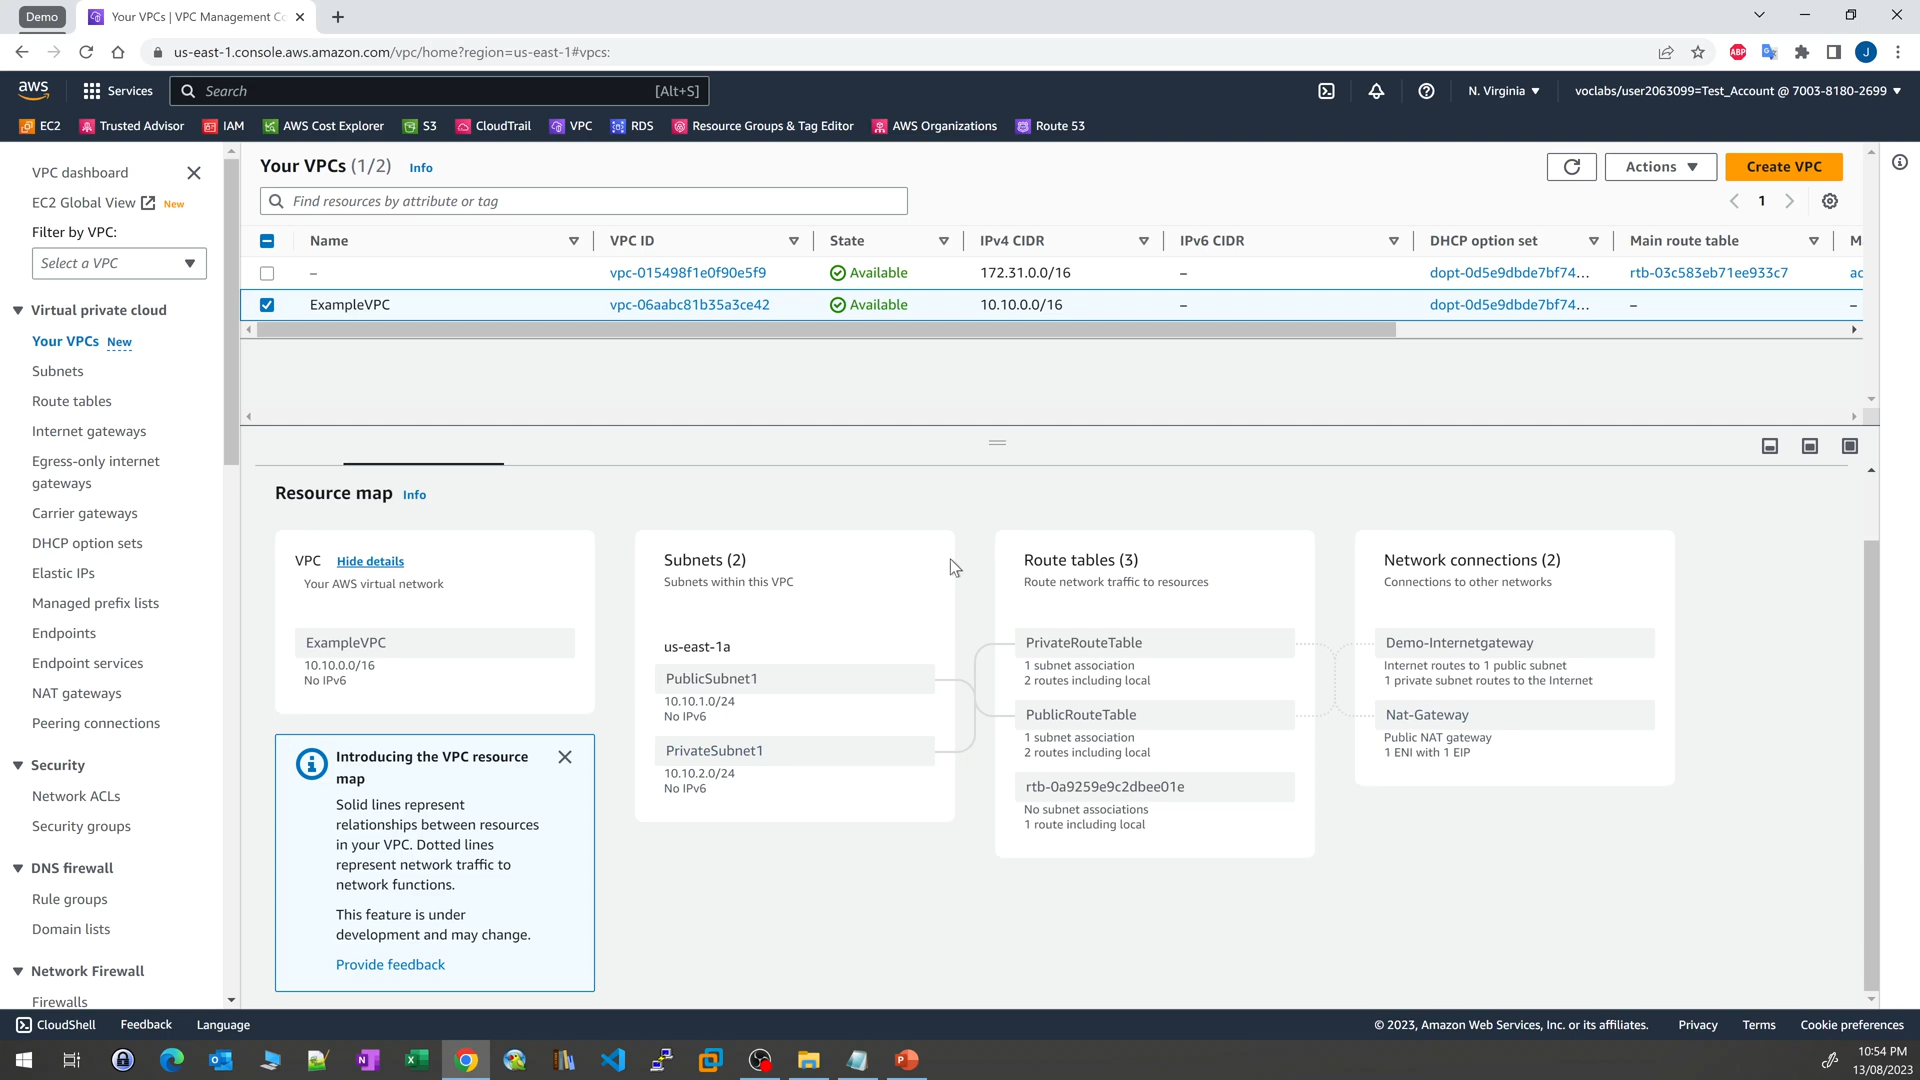 Demo
Your VPCs | VPC Management Co
us-east-1.console.aws.amazon.com/vpc/home?region=us-east-1#vpcs:
ABP
J
aws
Services
Search
[Alt+S]
N. Virginia
voclabs/user2063099=Test_Account @ 7003-8180-2699
EC2
Trusted Advisor
IAM
AWS Cost Explorer
S3
CloudTrail
VPC
RDS
Resource Groups & Tag Editor
AWS Organizations
Route 53
VPC dashboard
EC2 Global View
New
Filter by VPC:
Select a VPC
Virtual private cloud
Your VPCs New
Subnets
Route tables
Internet gateways
Egress-only internet
gateways
Carrier gateways
DHCP option sets
Elastic IPs
Managed prefix lists
Endpoints
Endpoint services
NAT gateways
Peering connections
Security
Network ACLs
Security groups
DNS firewall
Rule groups
Domain lists
Network Firewall
Firewalls
Your VPCs (1/2) Info
Actions
Create VPC
Find resources by attribute or tag
1
Name VPC ID State IPv4 CIDR IPv6 CIDR DHCP option set Main route table M
– vpc-015498f1e0f90e5f9 Available 172.31.0.0/16 – dopt-0d5e9dbde7bf74... rtb-03c583eb71ee933c7 ac
ExampleVPC vpc-06aabc81b35a3ce42 Available 10.10.0.0/16 – dopt-0d5e9dbde7bf74... – –
Resource map Info
VPC Hide details
Your AWS virtual network
ExampleVPC
10.10.0.0/16
No IPv6
Introducing the VPC resource
map
Solid lines represent
relationships between resources
in your VPC. Dotted lines
represent network traffic to
network functions.
This feature is under
development and may change.
Provide feedback
Subnets (2)
Subnets within this VPC
us-east-1a
PublicSubnet1
10.10.1.0/24
No IPv6
PrivateSubnet1
10.10.2.0/24
No IPv6
Route tables (3)
Route network traffic to resources
PrivateRouteTable
1 subnet association
2 routes including local
PublicRouteTable
1 subnet association
2 routes including local
rtb-0a9259e9c2dbee01e
No subnet associations
1 route including local
Network connections (2)
Connections to other networks
Demo-Internetgateway
Internet routes to 1 public subnet
1 private subnet routes to the Internet
Nat-Gateway
Public NAT gateway
1 ENI with 1 EIP
CloudShell
Feedback
Language
© 2023, Amazon Web Services, Inc. or its affiliates.
Privacy
Terms
Cookie preferences
10:54 PM
13/08/2023